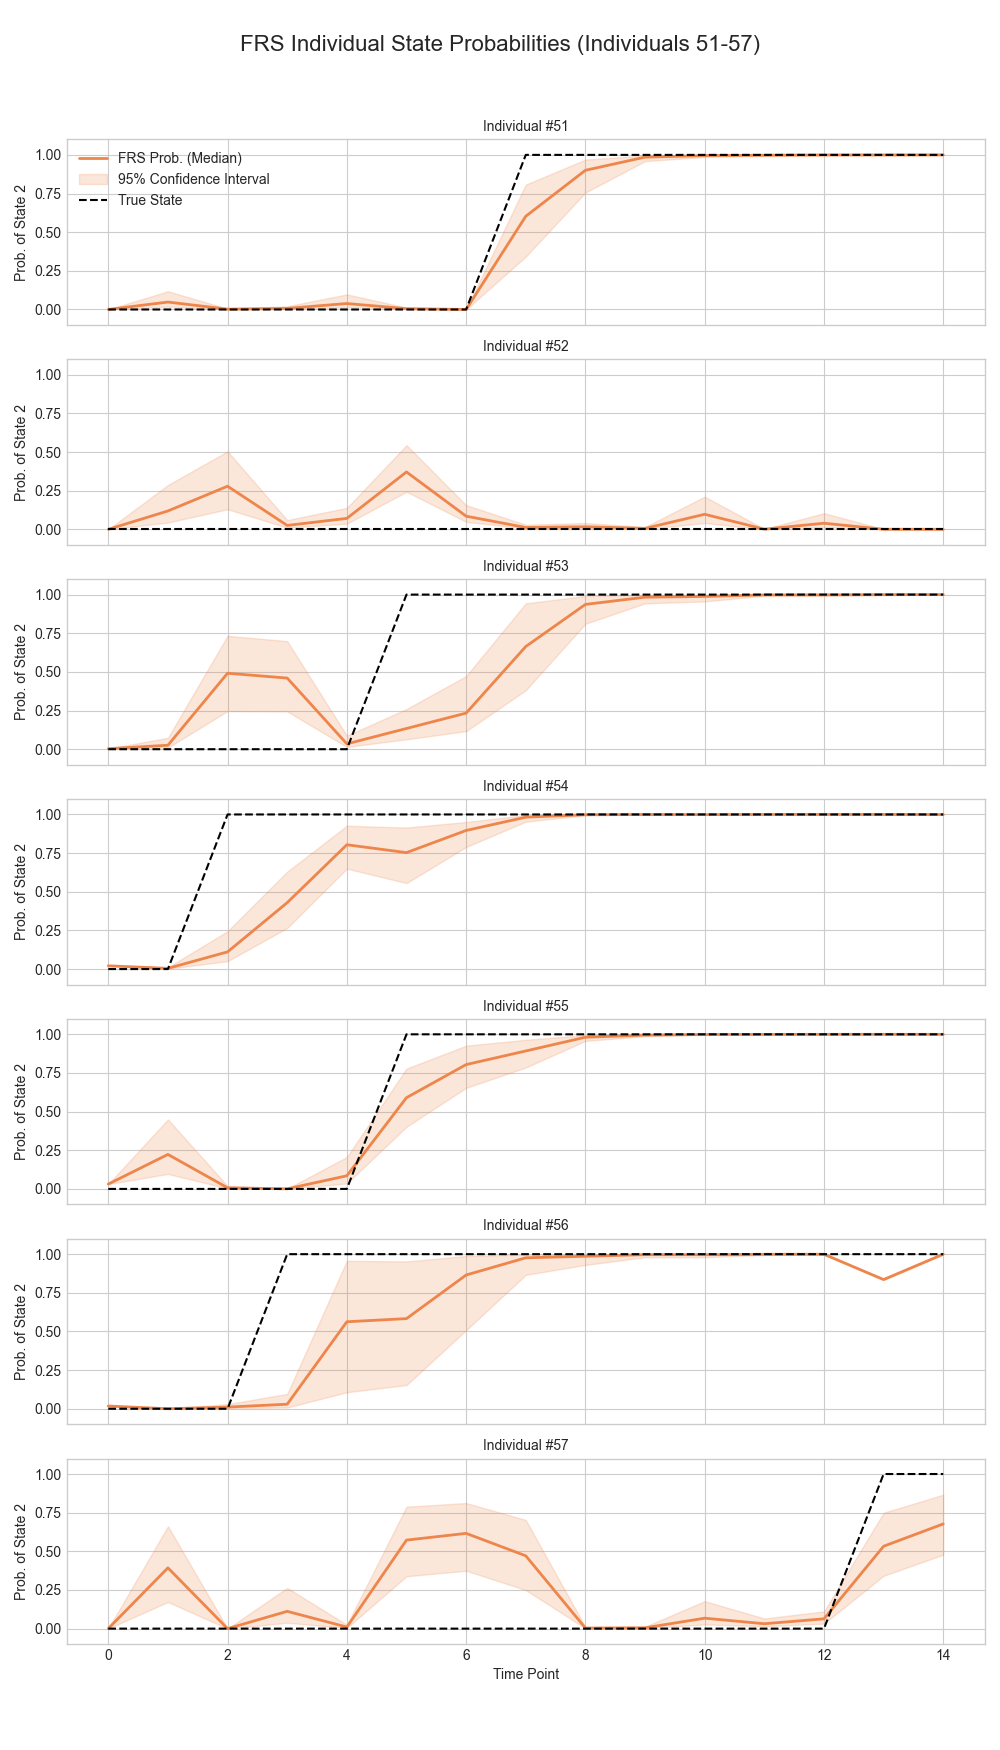 FRS Individual State Probabilities (Individuals 51-57)
Individual #51
1.00
0.75
0.50
0.25
0.00
Prob. of State 2
FRS Prob. (Median)
95% Confidence Interval
True State
Individual #52
1.00
0.75
0.50
0.25
0.00
Prob. of State 2
Individual #53
1.00
0.75
0.50
0.25
0.00
Prob. of State 2
Individual #54
1.00
0.75
0.50
0.25
0.00
Prob. of State 2
Individual #55
1.00
0.75
0.50
0.25
0.00
Prob. of State 2
Individual #56
1.00
0.75
0.50
0.25
0.00
Prob. of State 2
Individual #57
1.00
0.75
0.50
0.25
0.00
Prob. of State 2
0 2 4 6 8 10 12 14
Time Point